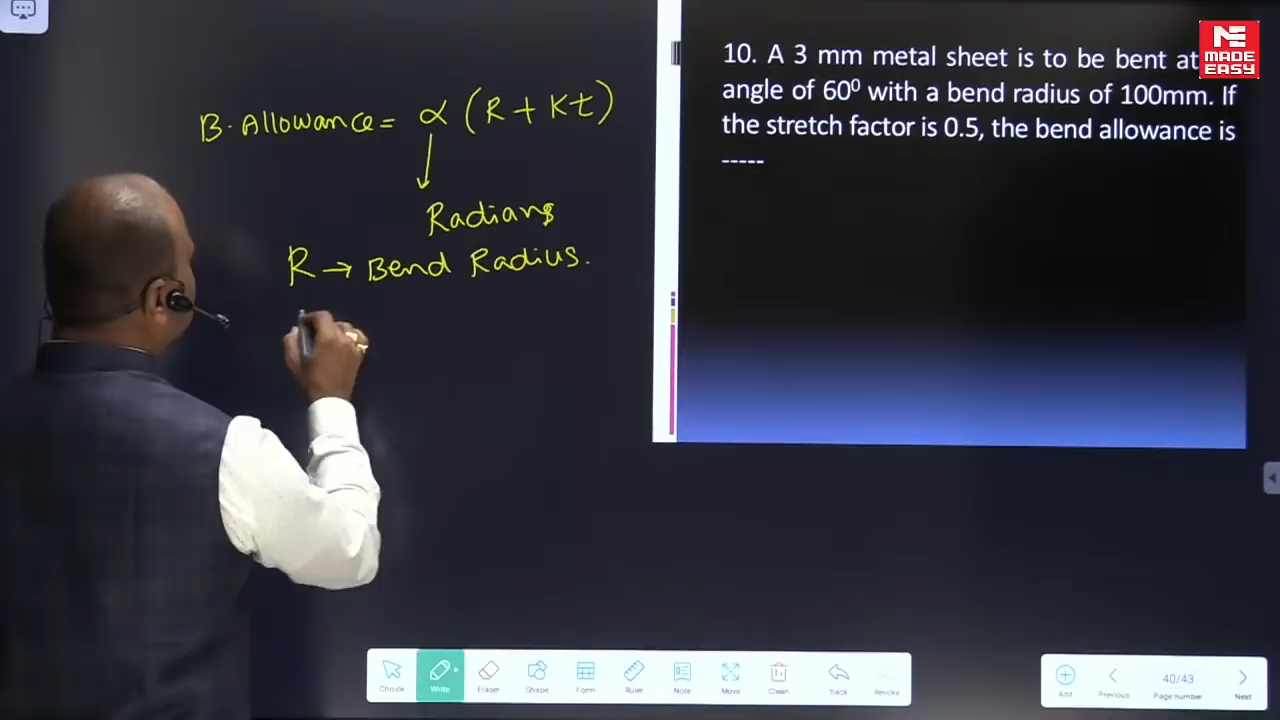 B. Allowance = α (R + Kt)
Radians
R → Bend Radius.
10. A 3 mm metal sheet is to be bent at
angle of 60⁰ with a bend radius of 100mm. If
the stretch factor is 0.5, the bend allowance is
-----
MADE
EASY
Choice
Write
Eraser
Shape
Form
Ruler
Note
Move
Clean
back
Revoke
Add
Previous
40/43
Page number
Next